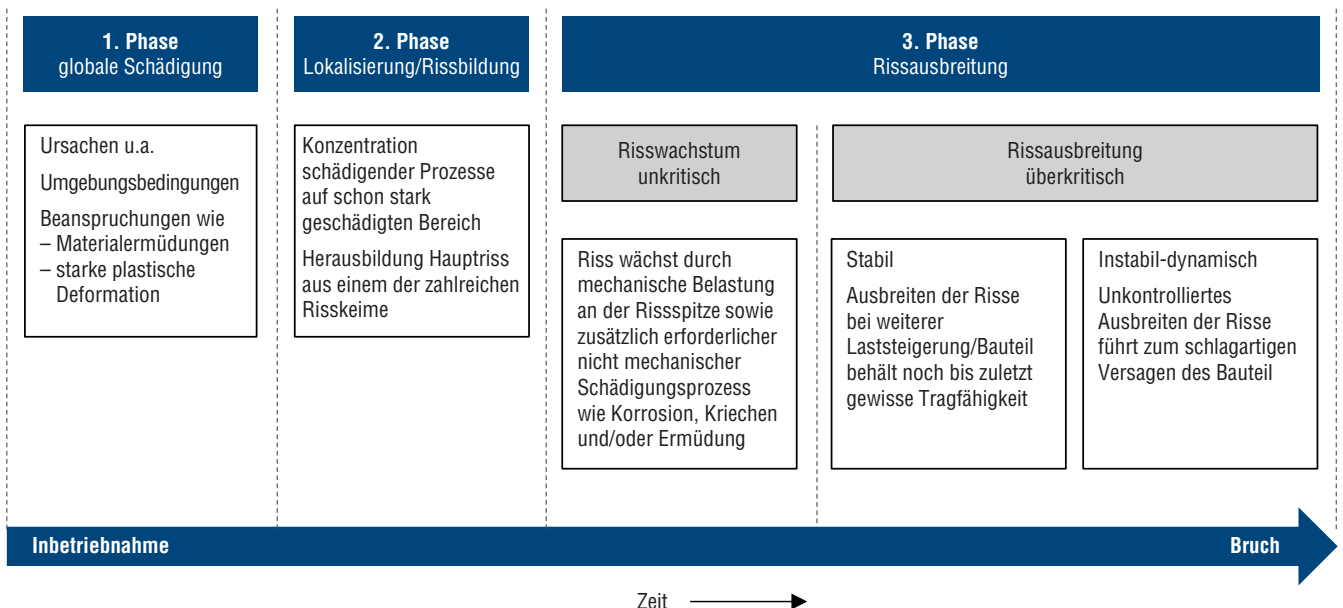 1. Phase
globale Schädigung
2. Phase
Lokalisierung/Rissbildung
3. Phase
Rissausbreitung
Ursachen u.a.
Umgebungsbedingungen
Beanspruchungen wie
– Materialermüdungen
– starke plastische
Deformation
Konzentration
schädigender Prozesse
auf schon stark
geschädigten Bereich
Herausbildung Hauptriss
aus einem der zahlreichen
Risskeime
Risswachstum
unkritisch
Rissausbreitung
überkritisch
Riss wächst durch
mechanische Belastung
an der Rissspitze sowie
zusätzlich erforderlicher
nicht mechanischer
Schädigungsprozess
wie Korrosion, Kriechen
und/oder Ermüdung
Stabil
Ausbreiten der Risse
bei weiterer
Laststeigerung/Bauteil
behält noch bis zuletzt
gewisse Tragfähigkeit
Instabil-dynamisch
Unkontrolliertes
Ausbreiten der Risse
führt zum schlagartigen
Versagen des Bauteil
Inbetriebnahme
Bruch
Zeit